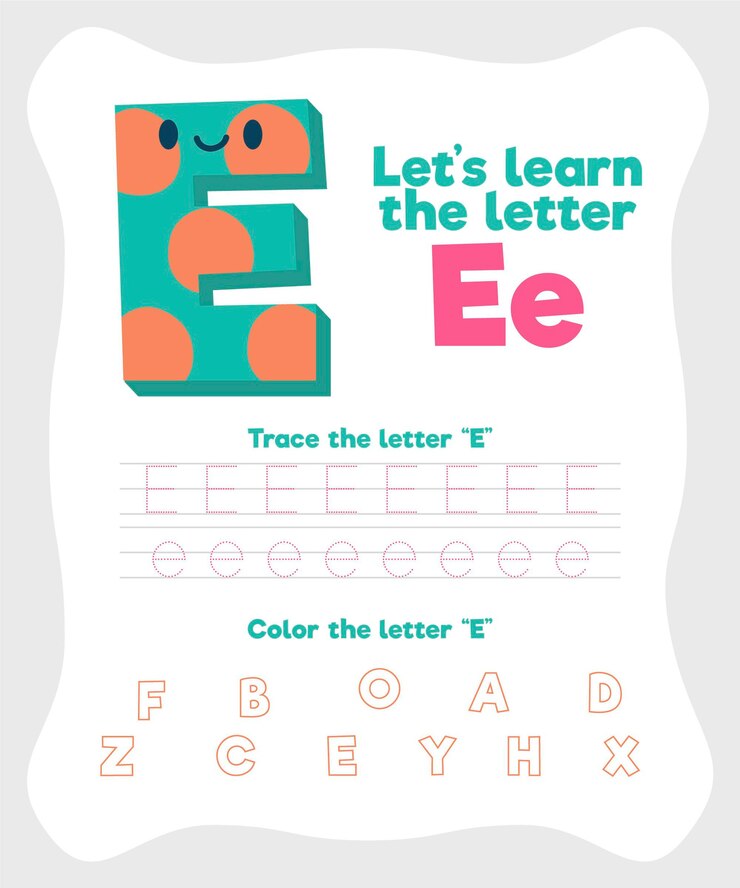 E
Let's learn
the letter
Ee
Trace the letter “E”
E E E E E E E E
e e e e e e e e
Color the letter “E”
F B O A D
Z C E Y H X